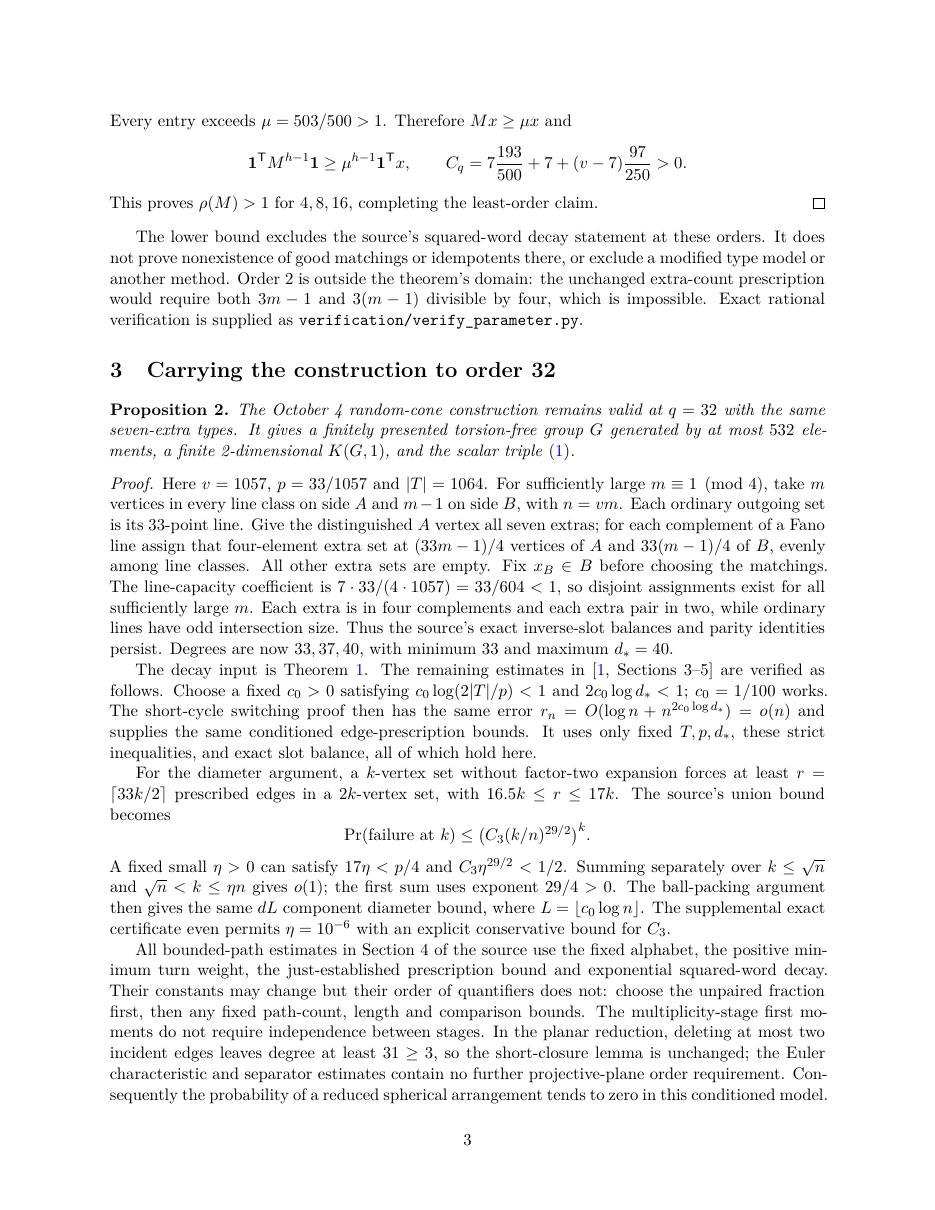 Every entry exceeds μ = 503/500 > 1. Therefore Mx ≥ μx and
1ᵀM^{h−1}1 ≥ μ^{h−1}1ᵀx,   C_q = 7 193/500 + 7 + (v − 7) 97/250 > 0.
This proves ρ(M) > 1 for 4, 8, 16, completing the least-order claim. □
The lower bound excludes the source's squared-word decay statement at these orders. It does
not prove nonexistence of good matchings or idempotents there, or exclude a modified type model or
another method. Order 2 is outside the theorem's domain: the unchanged extra-count prescription
would require both 3m − 1 and 3(m − 1) divisible by four, which is impossible. Exact rational
verification is supplied as verification/verify_parameter.py.
3 Carrying the construction to order 32
Proposition 2. The October 4 random-cone construction remains valid at q = 32 with the same
seven-extra types. It gives a finitely presented torsion-free group G generated by at most 532 ele-
ments, a finite 2-dimensional K(G, 1), and the scalar triple (1).
Proof. Here v = 1057, p = 33/1057 and |T| = 1064. For sufficiently large m ≡ 1 (mod 4), take m
vertices in every line class on side A and m − 1 on side B, with n = vm. Each ordinary outgoing set
is its 33-point line. Give the distinguished A vertex all seven extras; for each complement of a Fano
line assign that four-element extra set at (33m − 1)/4 vertices of A and 33(m − 1)/4 of B, evenly
among line classes. All other extra sets are empty. Fix x_B ∈ B before choosing the matchings.
The line-capacity coefficient is 7 · 33/(4 · 1057) = 33/604 < 1, so disjoint assignments exist for all
sufficiently large m. Each extra is in four complements and each extra pair in two, while ordinary
lines have odd intersection size. Thus the source's exact inverse-slot balances and parity identities
persist. Degrees are now 33, 37, 40, with minimum 33 and maximum d_* = 40.
The decay input is Theorem 1. The remaining estimates in [1, Sections 3–5] are verified as
follows. Choose a fixed c₀ > 0 satisfying c₀ log(2|T|/p) < 1 and 2c₀ log d_* < 1; c₀ = 1/100 works.
The short-cycle switching proof then has the same error r_n = O(log n + n^{2c₀ log d_*}) = o(n) and
supplies the same conditioned edge-prescription bounds. It uses only fixed T, p, d_*, these strict
inequalities, and exact slot balance, all of which hold here.
For the diameter argument, a k-vertex set without factor-two expansion forces at least r =
⌈33k/2⌉ prescribed edges in a 2k-vertex set, with 16.5k ≤ r ≤ 17k. The source's union bound
becomes
Pr(failure at k) ≤ (C₃(k/n)^{29/2})^k.
A fixed small η > 0 can satisfy 17η < p/4 and C₃η^{29/2} < 1/2. Summing separately over k ≤ √n
and √n < k ≤ ηn gives o(1); the first sum uses exponent 29/4 > 0. The ball-packing argument
then gives the same dL component diameter bound, where L = ⌊c₀ log n⌋. The supplemental exact
certificate even permits η = 10⁻⁶ with an explicit conservative bound for C₃.
All bounded-path estimates in Section 4 of the source use the fixed alphabet, the positive min-
imum turn weight, the just-established prescription bound and exponential squared-word decay.
Their constants may change but their order of quantifiers does not: choose the unpaired fraction
first, then any fixed path-count, length and comparison bounds. The multiplicity-stage first mo-
ments do not require independence between stages. In the planar reduction, deleting at most two
incident edges leaves degree at least 31 ≥ 3, so the short-closure lemma is unchanged; the Euler
characteristic and separator estimates contain no further projective-plane order requirement. Con-
sequently the probability of a reduced spherical arrangement tends to zero in this conditioned model.
3